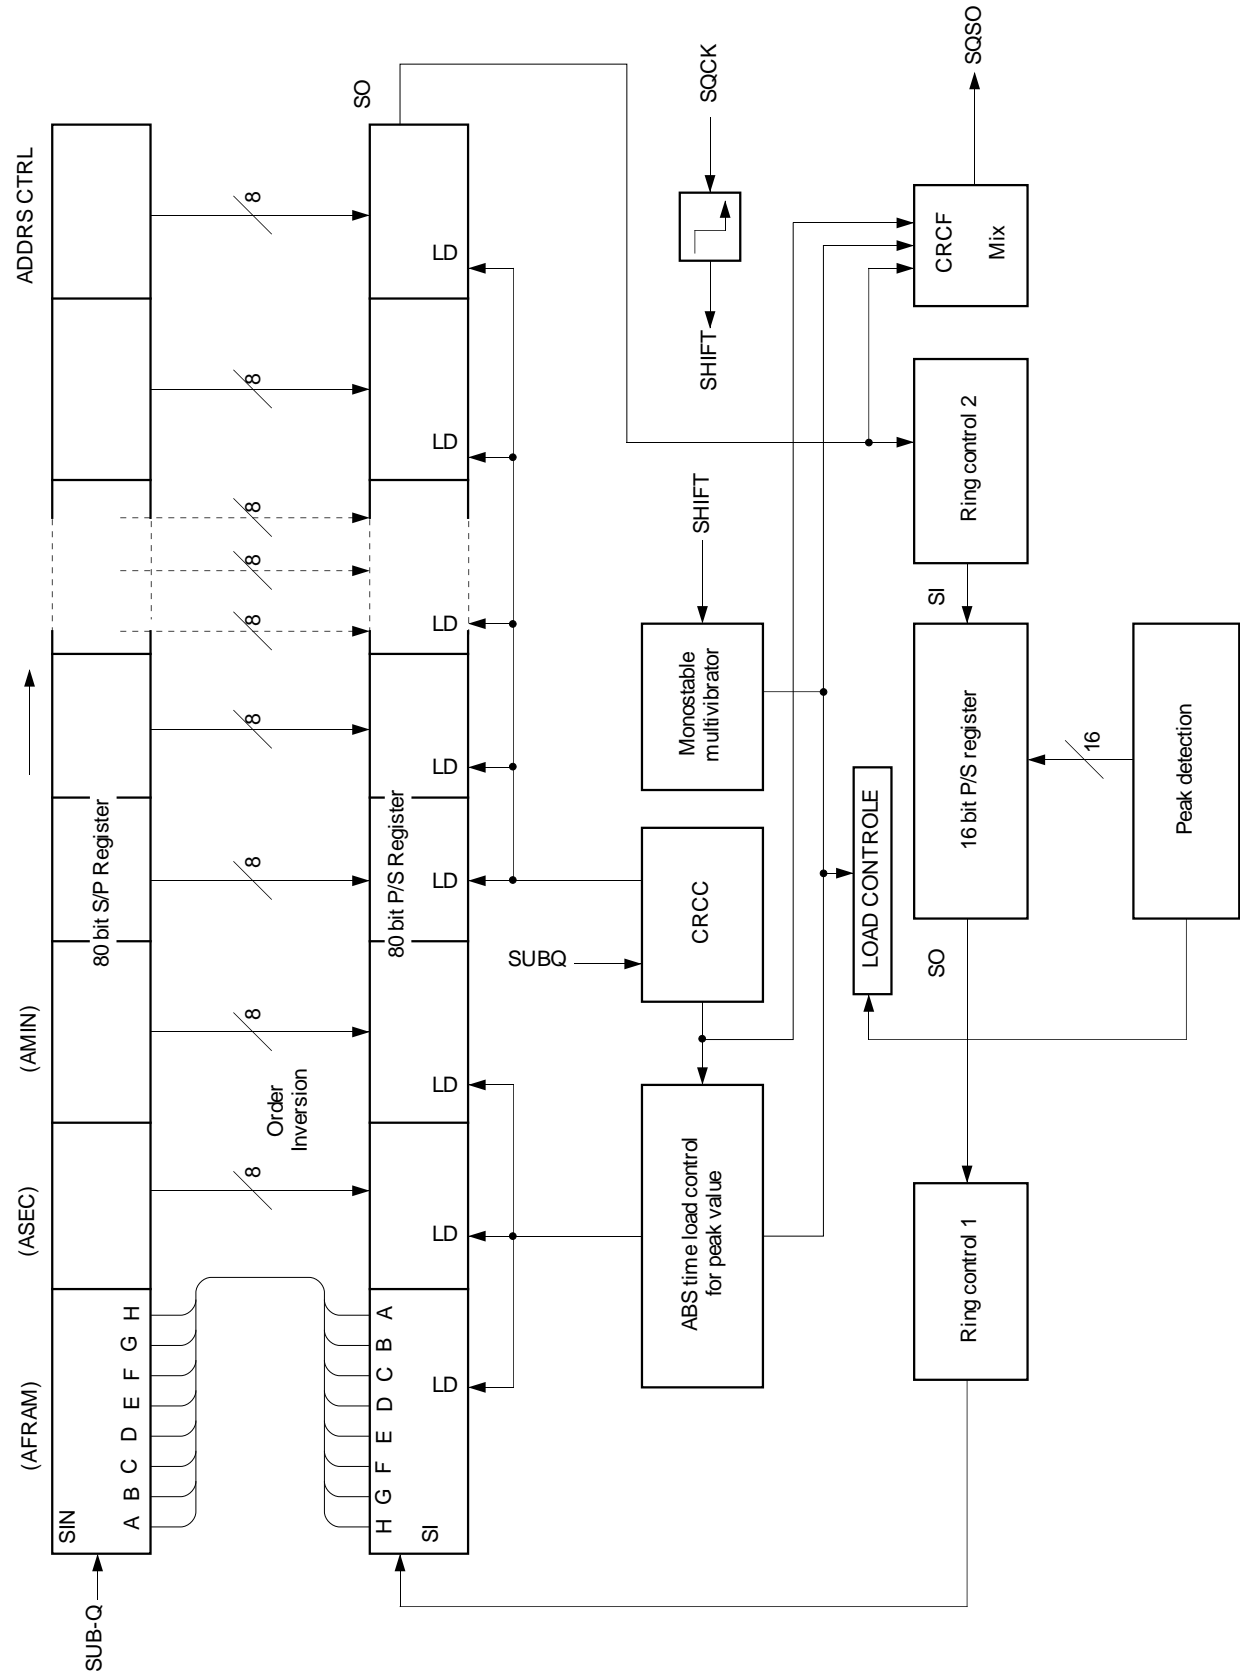 SUB-Q
SIN
A B C D E F G H
(AFRAM)
(ASEC)
(AMIN)
80 bit S/P Register
ADDRS CTRL
Order
Inversion
8
8
8
8
8
8
8
8
8
H G F E D C B A
SI
80 bit P/S Register
SO
LD
LD
LD
LD
LD
LD
LD
LD
ABS time load control
for peak value
SUBQ
CRCC
Monostable
multivibrator
SHIFT
SHIFT
SQCK
LOAD CONTROLE
Ring control 1
SO
16 bit P/S register
SI
Ring control 2
CRCF
Mix
SQSO
16
Peak detection